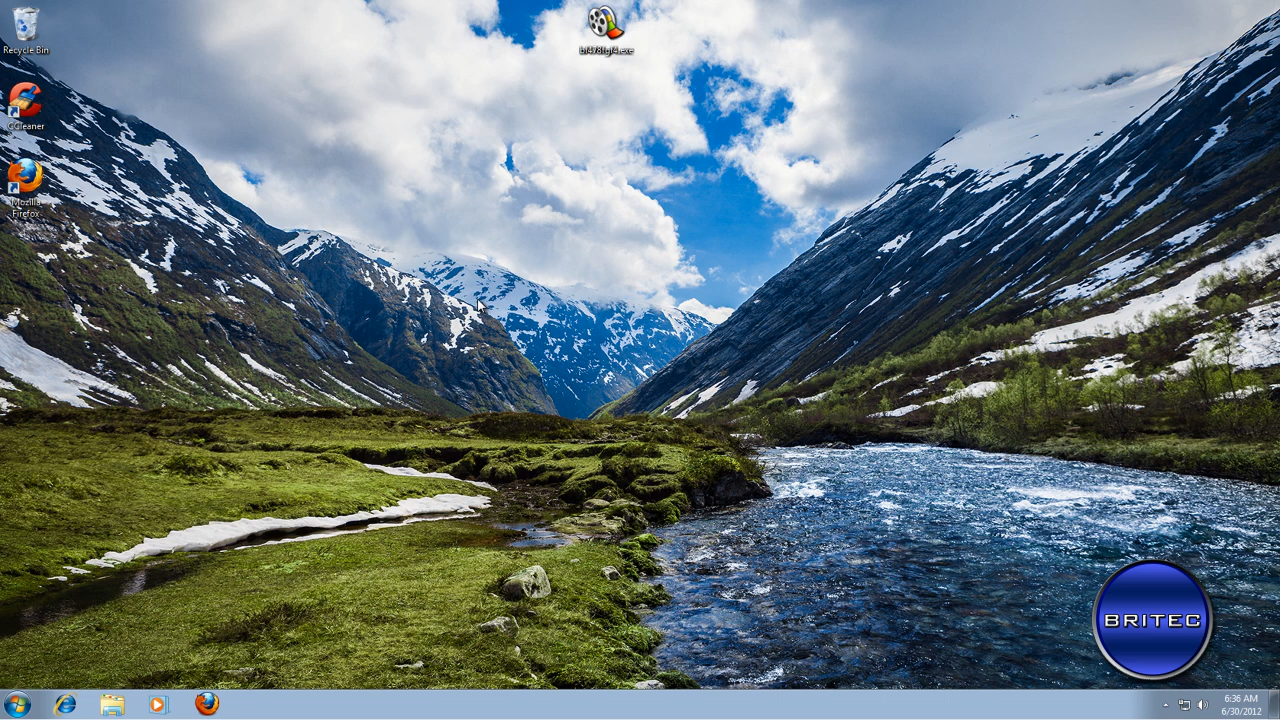 Recycle Bin
CCleaner
Mozilla
Firefox
BRITEC
6:36 AM
6/30/2012